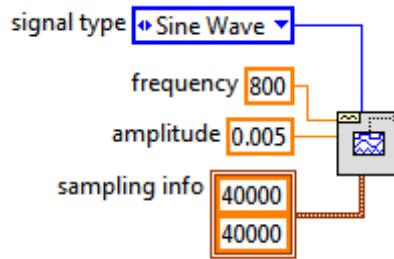 signal type Sine Wave
frequency 800
amplitude 0.005
sampling info 40000
40000